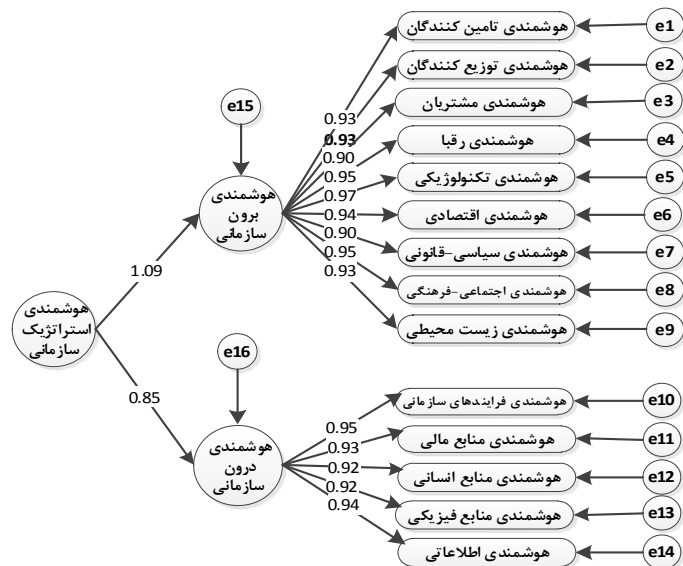 هوشمندی تامین کنندگان
e1
هوشمندی توزیع کنندگان
e2
هوشمندی مشتریان
e3
هوشمندی رقبا
e4
هوشمندی تکنولوژیکی
e5
هوشمندی اقتصادی
e6
هوشمندی سیاسی-قانونی
e7
هوشمندی اجتماعی-فرهنگی
e8
هوشمندی زیست محیطی
e9
0.93
0.93
0.90
0.95
0.97
0.94
0.90
0.95
0.93
e15
هوشمندی
برون
سازمانی
1.09
هوشمندی
استراتژیک
سازمانی
0.85
e16
هوشمندی
درون
سازمانی
0.95
0.93
0.92
0.92
0.94
هوشمندی فرایندهای سازمانی
e10
هوشمندی منابع مالی
e11
هوشمندی منابع انسانی
e12
هوشمندی منابع فیزیکی
e13
هوشمندی اطلاعاتی
e14